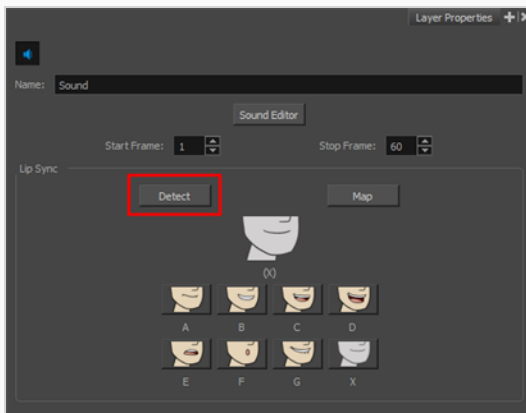 Layer Properties
Name: Sound
Sound Editor
Start Frame: 1 Stop Frame: 60
Lip Sync
Detect Map
(X)
A B C D
E F G X